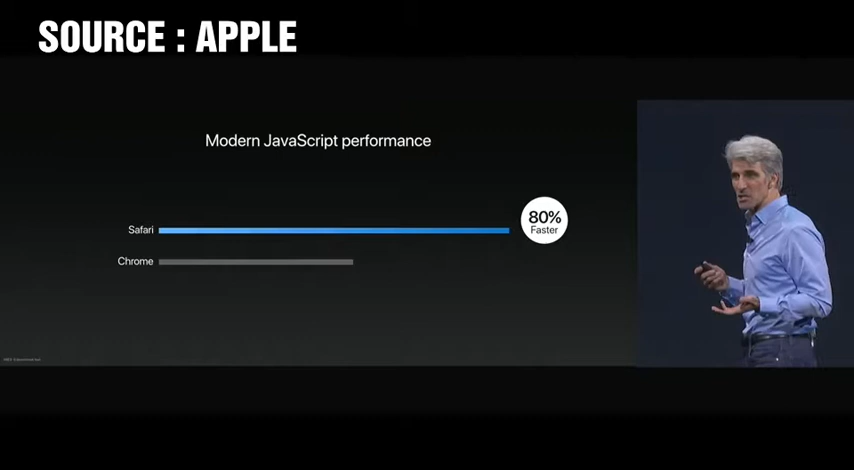 SOURCE : APPLE
Modern JavaScript performance
Safari
80%
Faster
Chrome